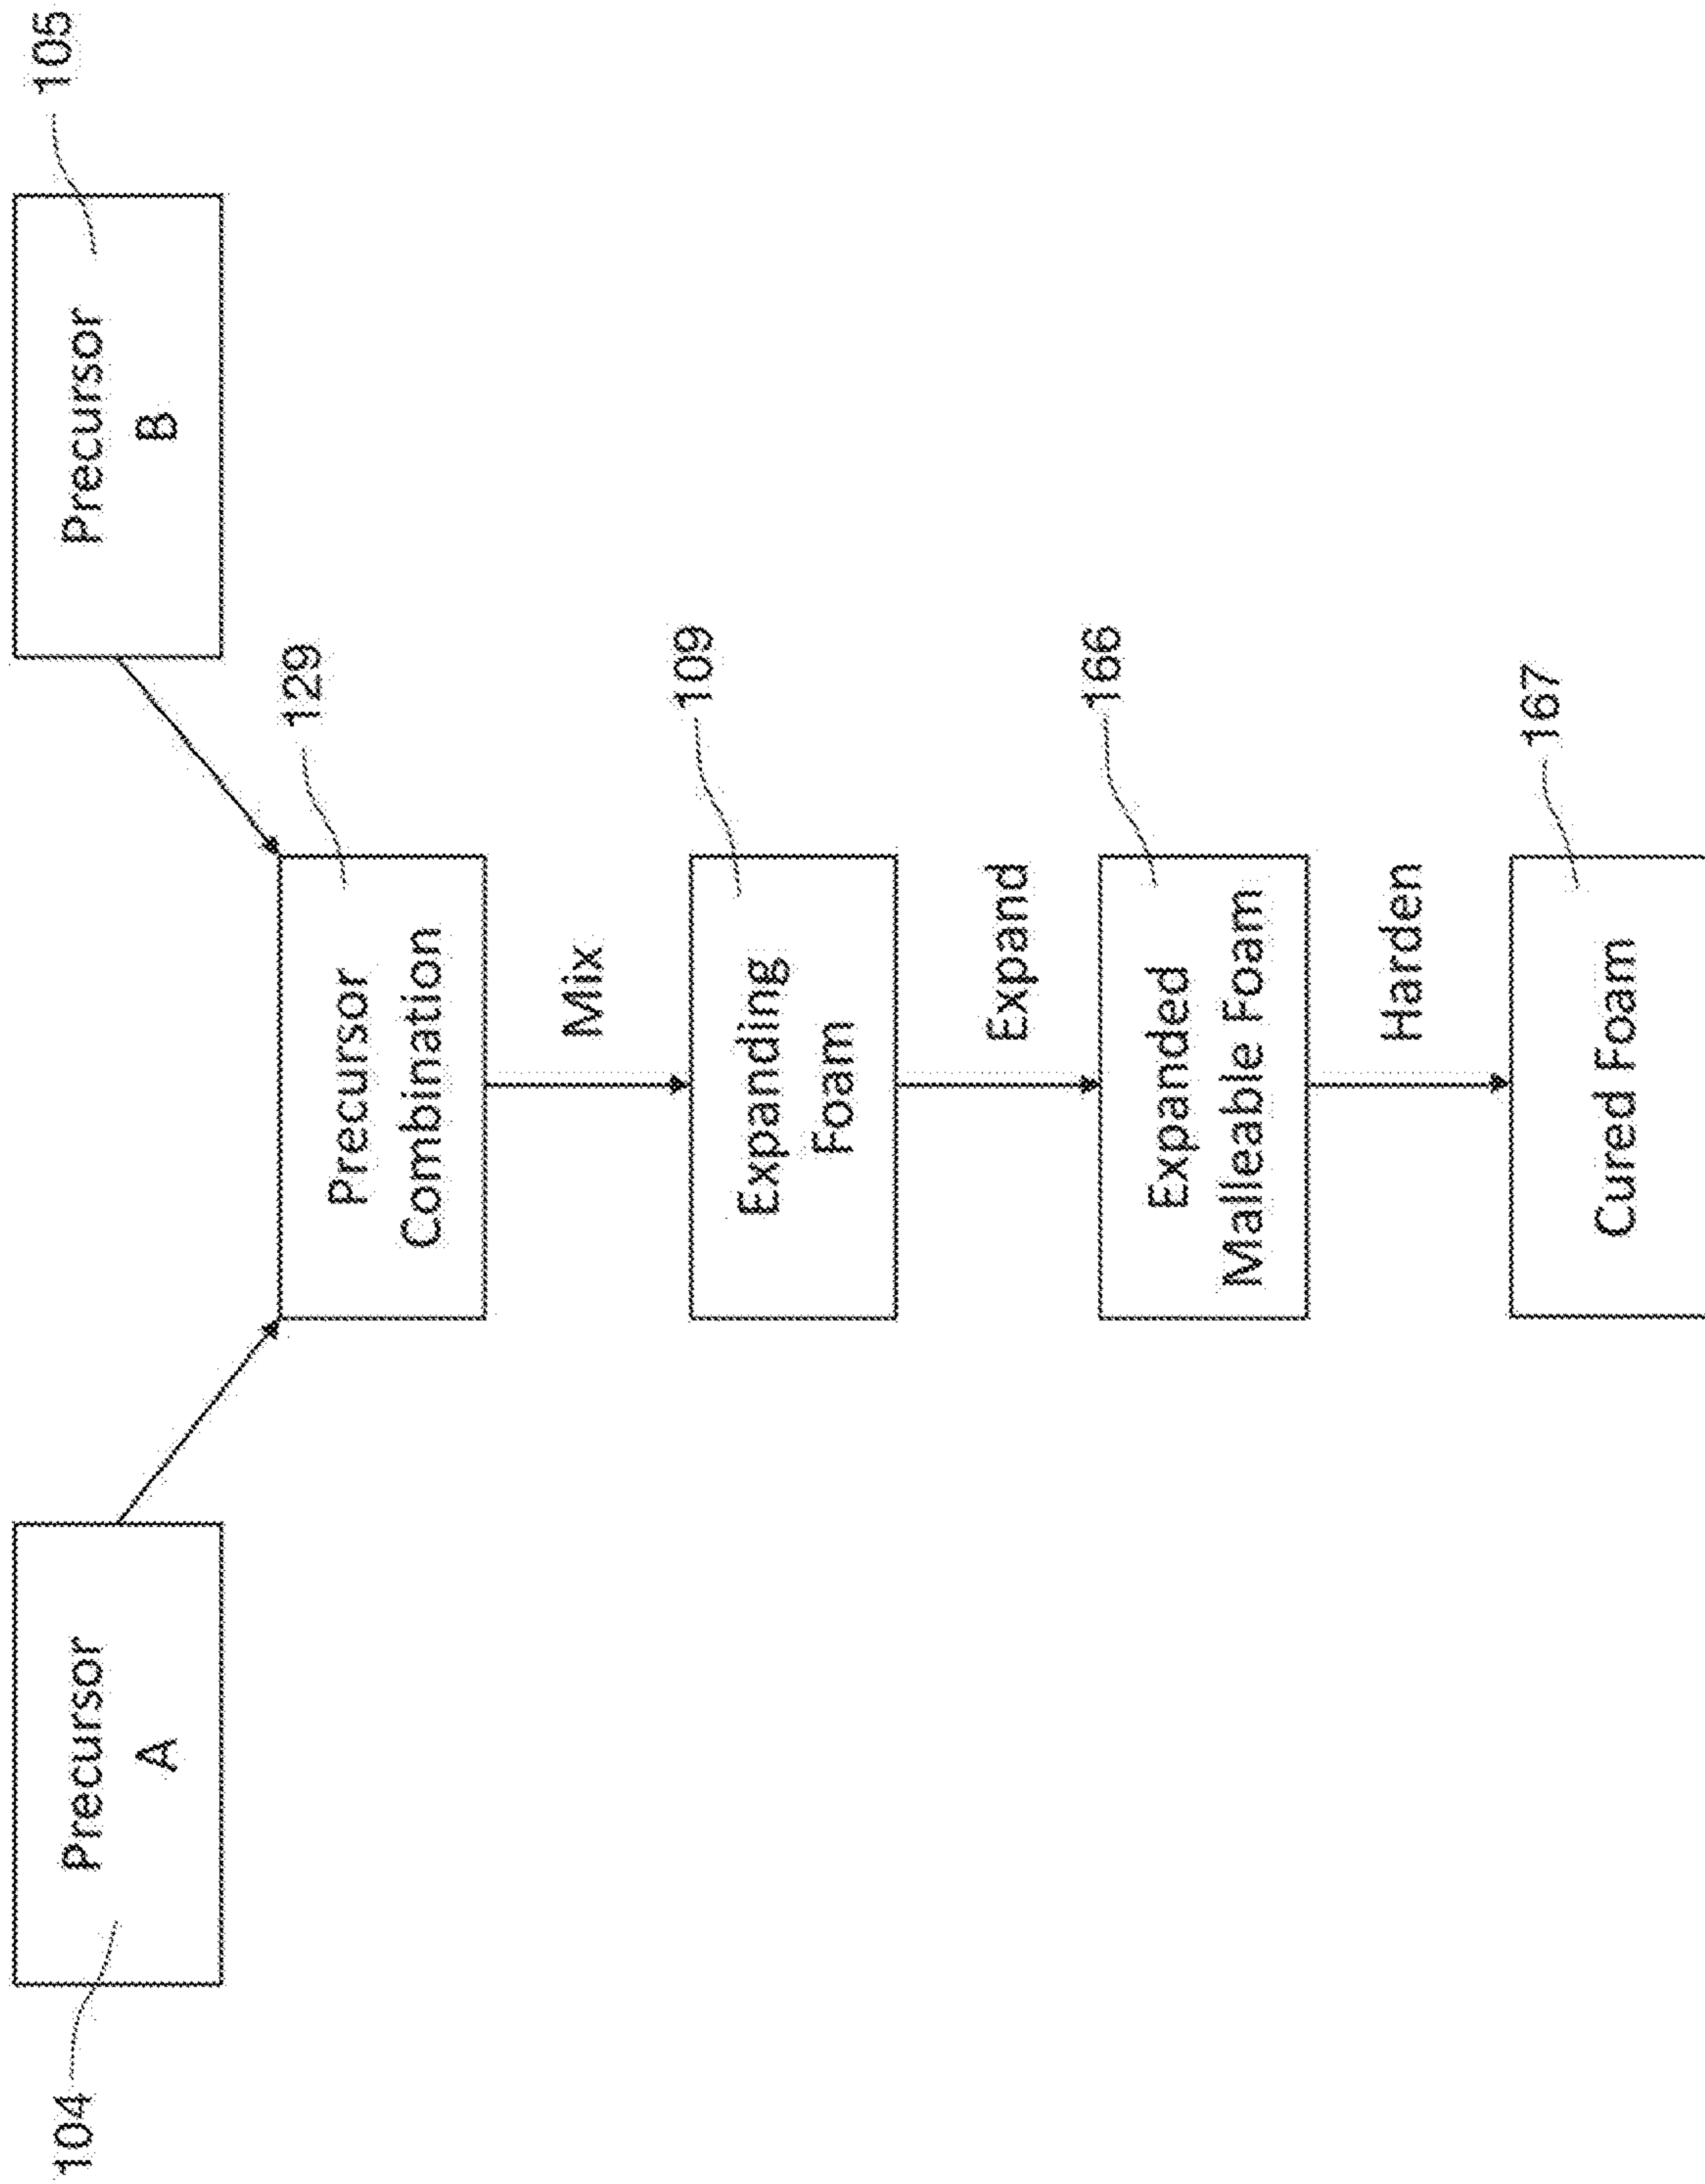 104
Precursor
A
Precursor
B
105
Precursor
Combination
129
Mix
Expanding
Foam
109
Expand
Expanded
Malleable Foam
166
Harden
Cured Foam
167